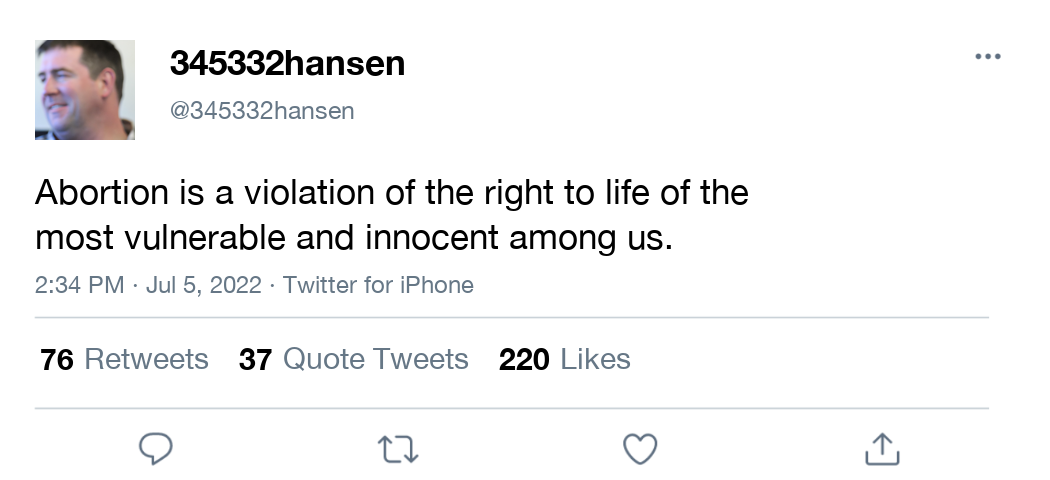 345332hansen
@345332hansen
Abortion is a violation of the right to life of the
most vulnerable and innocent among us.
2:34 PM · Jul 5, 2022 · Twitter for iPhone
76 Retweets 37 Quote Tweets 220 Likes